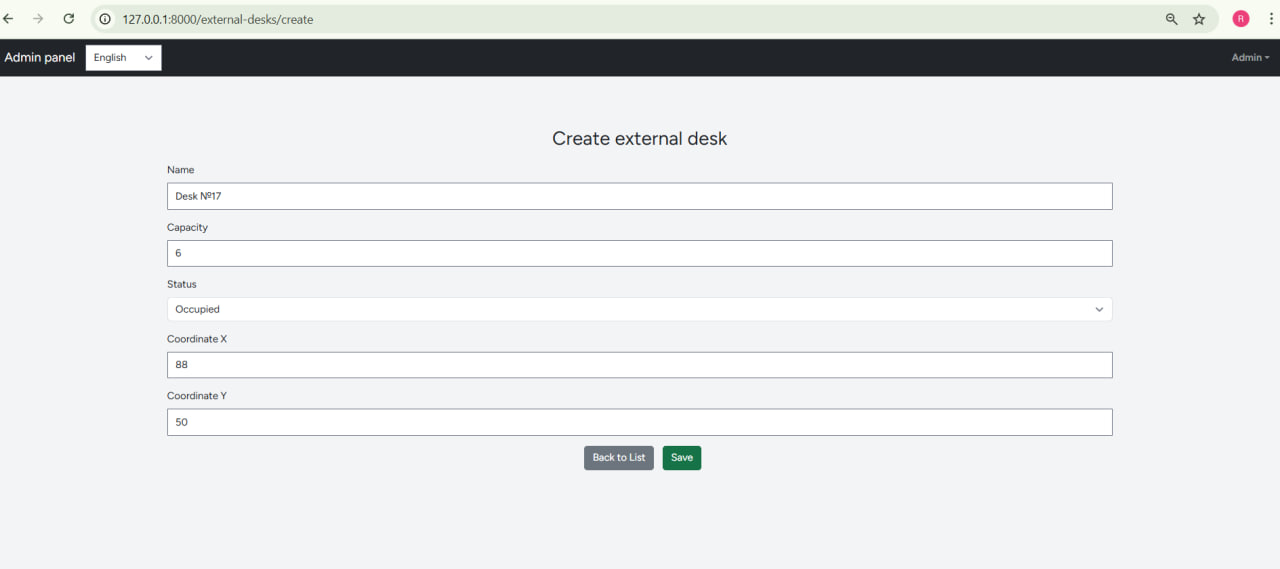 127.0.0.1:8000/external-desks/create
R
Admin panel English Admin
Create external desk
Name
Desk №17
Capacity
6
Status
Occupied
Coordinate X
88
Coordinate Y
50
Back to List Save